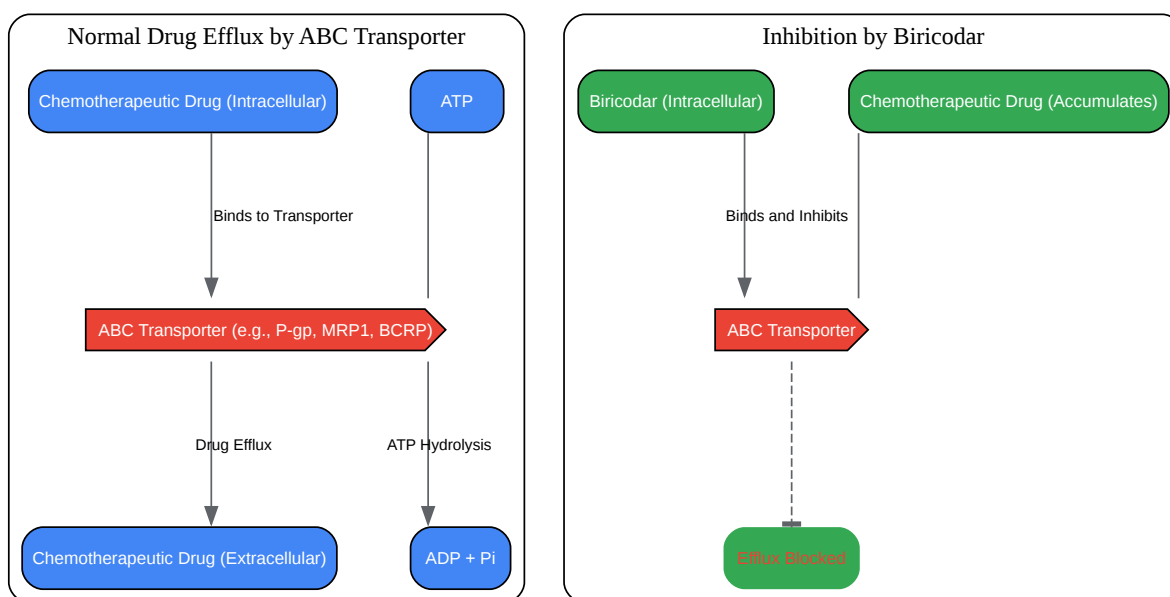 Normal Drug Efflux by ABC Transporter
Chemotherapeutic Drug (Intracellular)
ATP
Binds to Transporter
ABC Transporter (e.g., P-gp, MRP1, BCRP)
Drug Efflux
ATP Hydrolysis
Chemotherapeutic Drug (Extracellular)
ADP + Pi
Inhibition by Biricodar
Biricodar (Intracellular)
Chemotherapeutic Drug (Accumulates)
Binds and Inhibits
ABC Transporter
Efflux Blocked